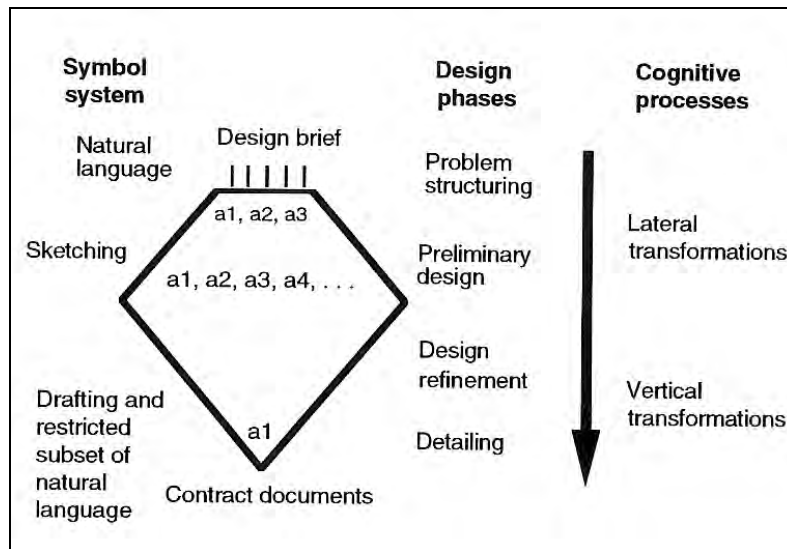 Symbol
system
Design
phases
Cognitive
processes
Natural
language
Design brief
Problem
structuring
a1, a2, a3
Sketching
a1, a2, a3, a4, . . .
Preliminary
design
Lateral
transformations
Design
refinement
Drafting and
restricted
subset of
natural
language
a1
Vertical
transformations
Detailing
Contract documents